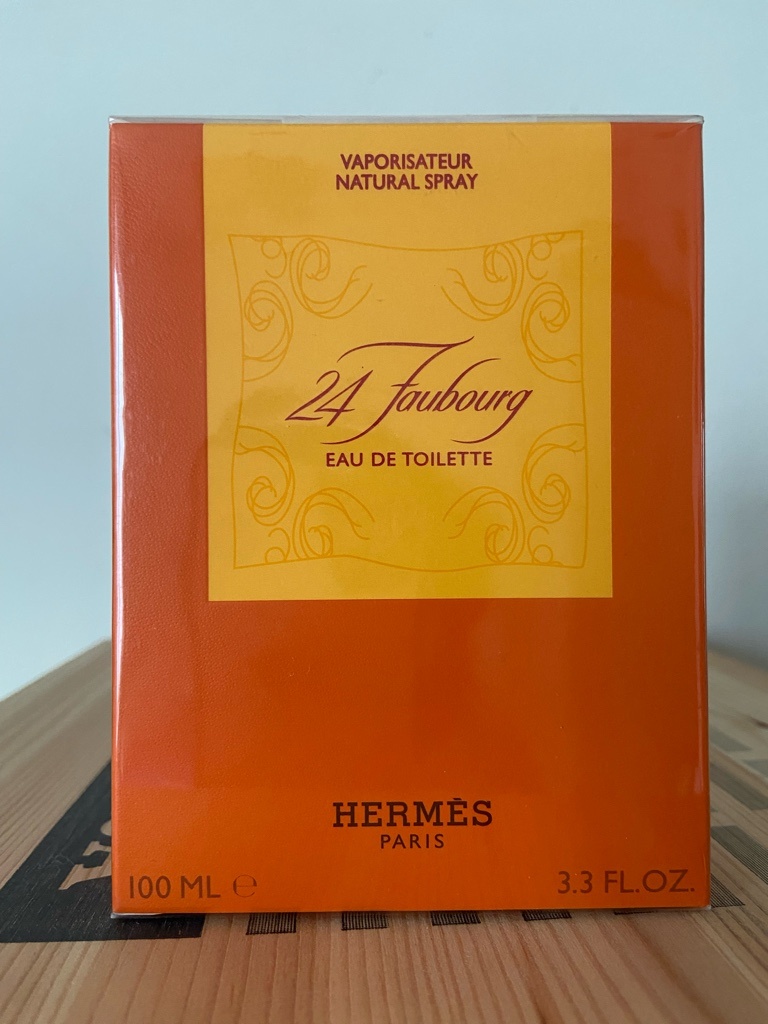 VAPORISATEUR
NATURAL SPRAY
24 Faubourg
EAU DE TOILETTE
HERMÈS
PARIS
100 ML ℮
3.3 FL.OZ.